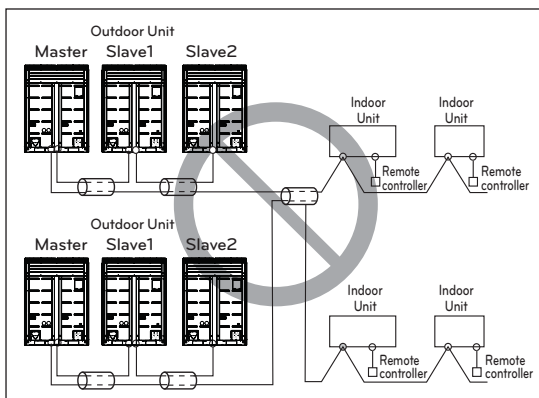 Outdoor Unit
Master Slave1 Slave2
Indoor
Unit
Indoor
Unit
Remote
controller
Remote
controller
Outdoor Unit
Master Slave1 Slave2
Indoor
Unit
Indoor
Unit
Remote
controller
Remote
controller